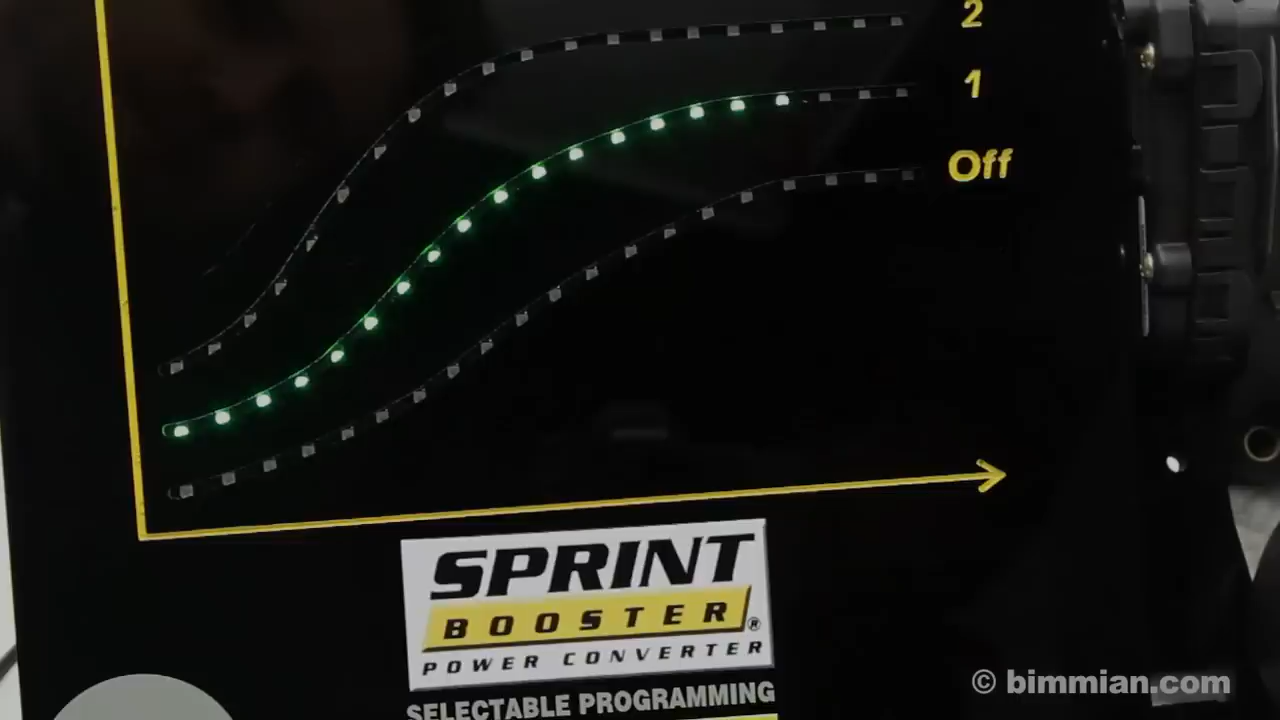 2
1
Off
SPRINT
BOOSTER®
POWER CONVERTER
SELECTABLE PROGRAMMING
© bimmian.com